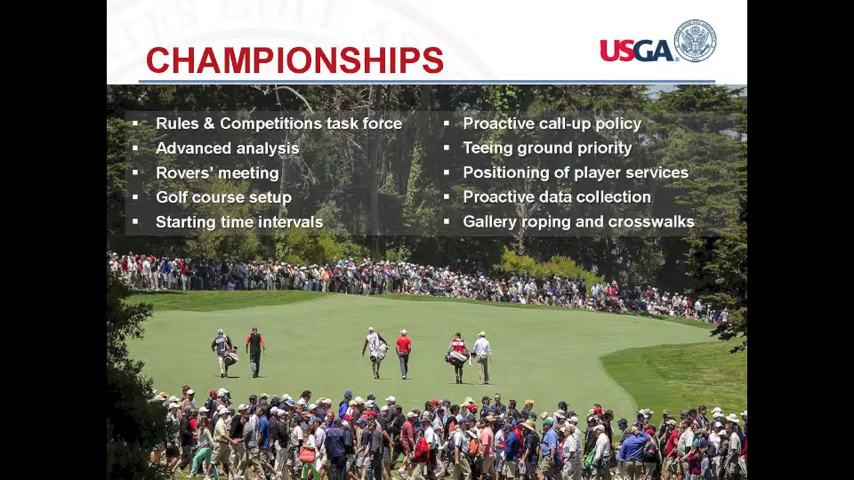 CHAMPIONSHIPS
USGA
▪ Rules & Competitions task force
▪ Advanced analysis
▪ Rovers' meeting
▪ Golf course setup
▪ Starting time intervals
▪ Proactive call-up policy
▪ Teeing ground priority
▪ Positioning of player services
▪ Proactive data collection
▪ Gallery roping and crosswalks